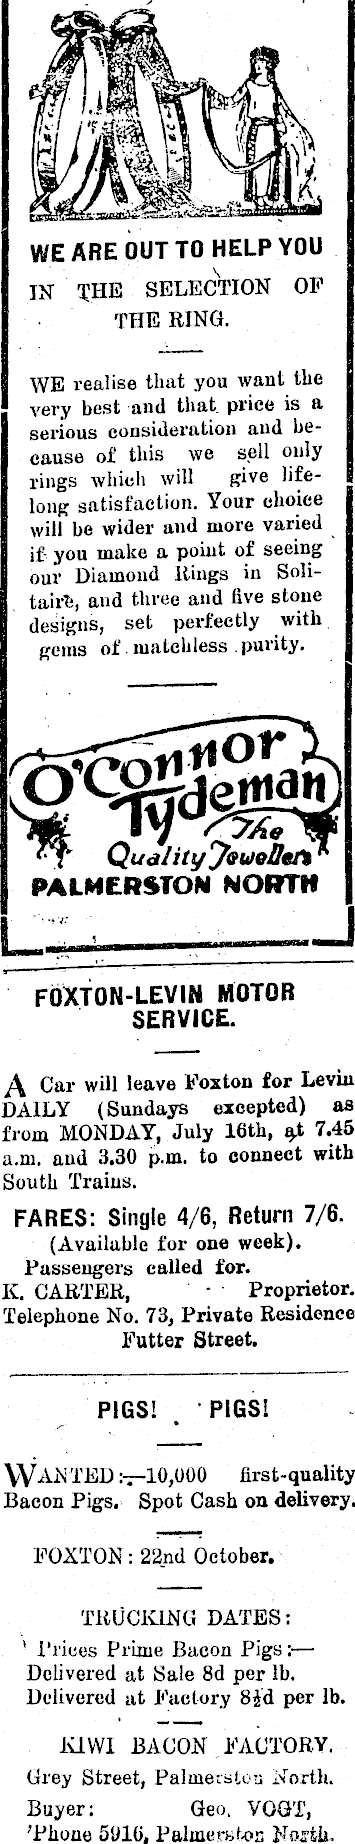 WE ARE OUT TO HELP YOU
IN THE SELECTION OF
THE RING.
WE realise that you want the
very best and that price is a
serious consideration and be-
cause of this we sell only
rings which will give life-
long satisfaction. Your choice
will be wider and more varied
if you make a point of seeing
our Diamond Rings in Soli-
taire, and three and five stone
designs, set perfectly with
gems of matchless purity.
O'Connor
Tydeman
The
Quality Jewellers
PALMERSTON NORTH
FOXTON-LEVIN MOTOR
SERVICE.
A Car will leave Foxton for Levin
DAILY (Sundays excepted) as
from MONDAY, July 16th, at 7.45
a.m. and 3.30 p.m. to connect with
South Trains.
FARES: Single 4/6, Return 7/6.
(Available for one week).
Passengers called for.
K. CARTER, - - Proprietor.
Telephone No. 73, Private Residence
Futter Street.
PIGS! PIGS!
WANTED:—10,000 first-quality
Bacon Pigs. Spot Cash on delivery.
FOXTON: 22nd October.
TRUCKING DATES:
Prices Prime Bacon Pigs:—
Delivered at Sale 8d per lb.
Delivered at Factory 8½d per lb.
KIWI BACON FACTORY.
Grey Street, Palmerston North.
Buyer: Geo. VOGT,
'Phone 5916, Palmerston North.